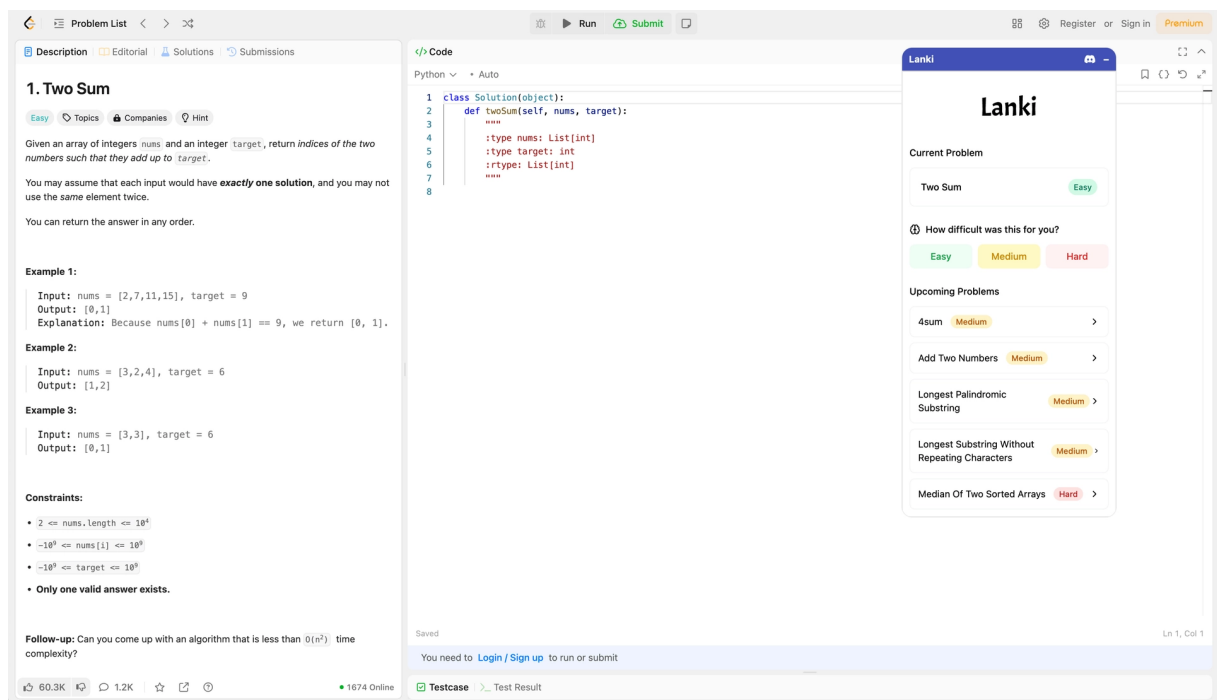 Problem List
Run
Submit
Register or Sign in Premium
Description
Editorial
Solutions
Submissions
1. Two Sum
Easy
Topics
Companies
Hint
Given an array of integers nums and an integer target, return indices of the two
numbers such that they add up to target.
You may assume that each input would have exactly one solution, and you may not
use the same element twice.
You can return the answer in any order.
Example 1:
Input: nums = [2,7,11,15], target = 9
Output: [0,1]
Explanation: Because nums[0] + nums[1] == 9, we return [0, 1].
Example 2:
Input: nums = [3,2,4], target = 6
Output: [1,2]
Example 3:
Input: nums = [3,3], target = 6
Output: [0,1]
Constraints:
• 2 <= nums.length <= 10⁴
• -10⁹ <= nums[i] <= 10⁹
• -10⁹ <= target <= 10⁹
• Only one valid answer exists.
Follow-up: Can you come up with an algorithm that is less than O(n²) time
complexity?
60.3K
1.2K
• 1674 Online
</> Code
Python
• Auto
1 class Solution(object):
2 def twoSum(self, nums, target):
3 """
4 :type nums: List[int]
5 :type target: int
6 :rtype: List[int]
7 """
8
Saved
Ln 1, Col 1
You need to Login / Sign up to run or submit
Testcase
>_ Test Result
Lanki
Lanki
Current Problem
Two Sum Easy
How difficult was this for you?
Easy Medium Hard
Upcoming Problems
4sum Medium
Add Two Numbers Medium
Longest Palindromic
Substring Medium
Longest Substring Without
Repeating Characters Medium
Median Of Two Sorted Arrays Hard